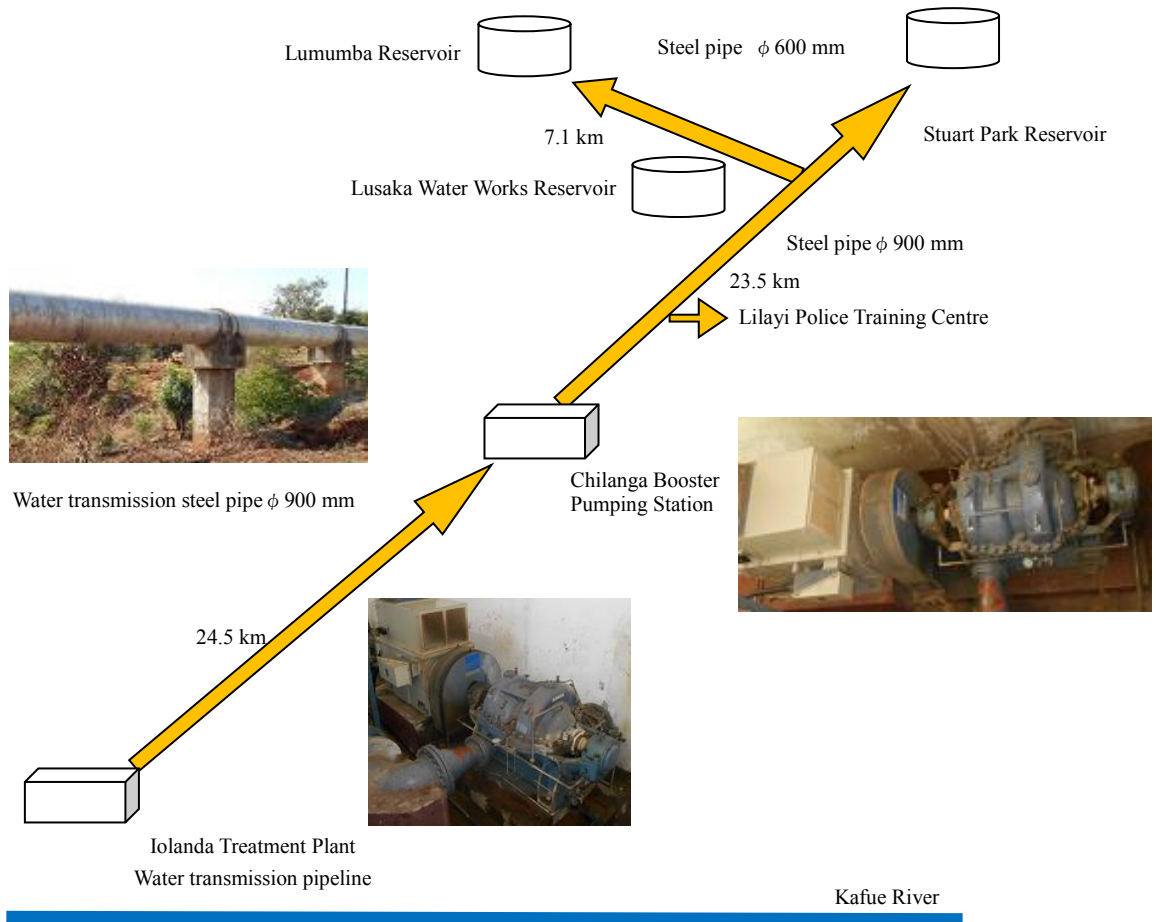 Lumumba Reservoir
Steel pipe φ 600 mm
7.1 km
Stuart Park Reservoir
Lusaka Water Works Reservoir
Steel pipe φ 900 mm
23.5 km
Lilayi Police Training Centre
Water transmission steel pipe φ 900 mm
Chilanga Booster
Pumping Station
24.5 km
Iolanda Treatment Plant
Water transmission pipeline
Kafue River